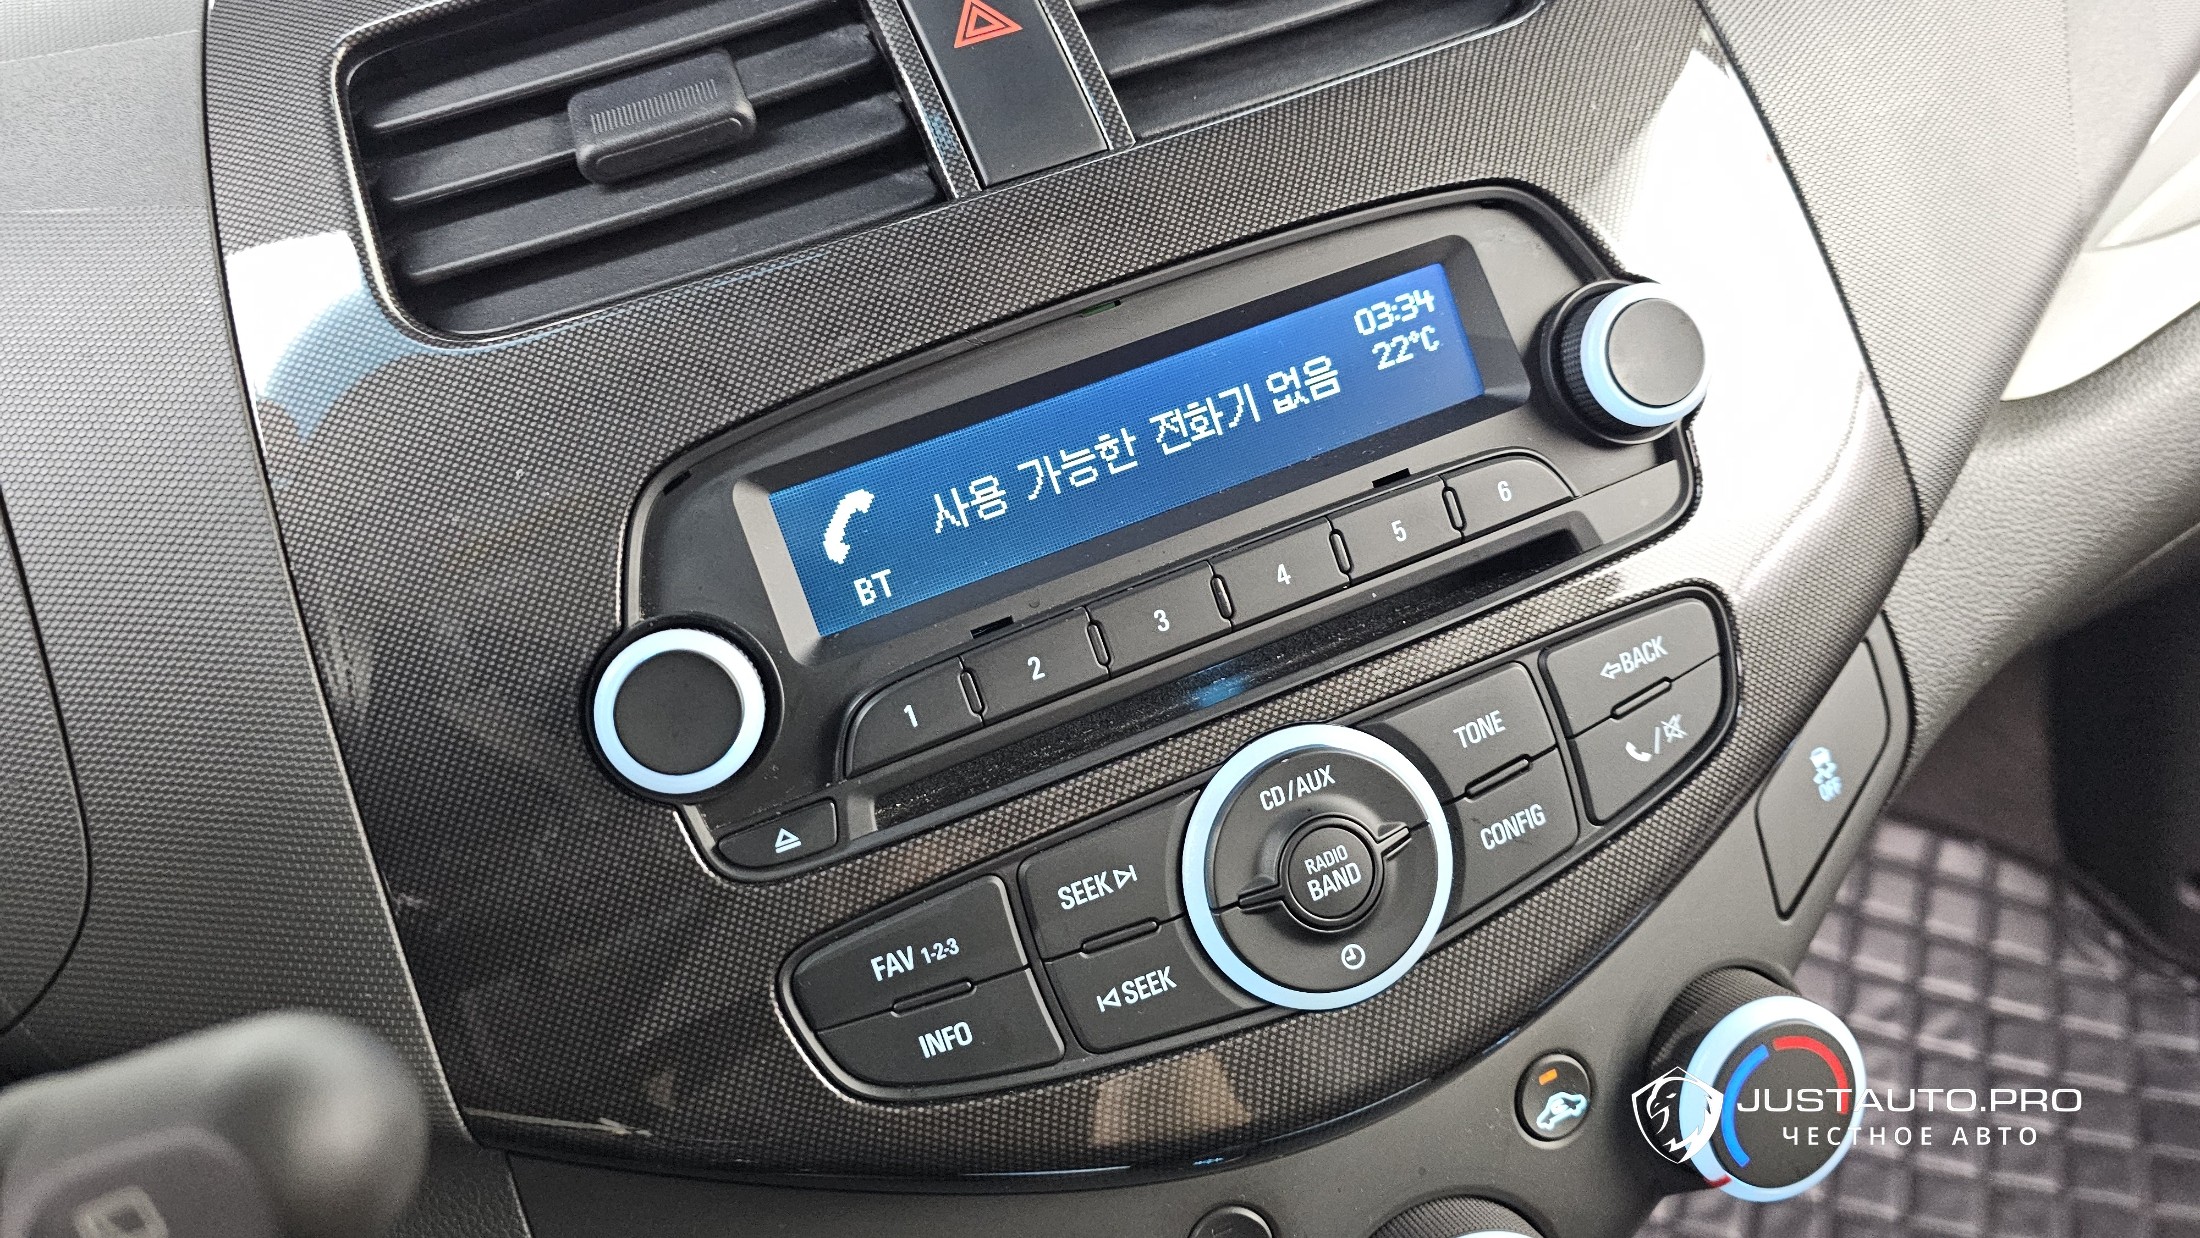 03:34
22°C
사용 가능한 전화기 없음
BT
1
2
3
4
5
6
BACK
TONE
CD/AUX
CONFIG
RADIO
BAND
SEEK
SEEK
FAV 1-2-3
INFO
OFF
JUSTAUTO.PRO
ЧЕСТНОЕ АВТО